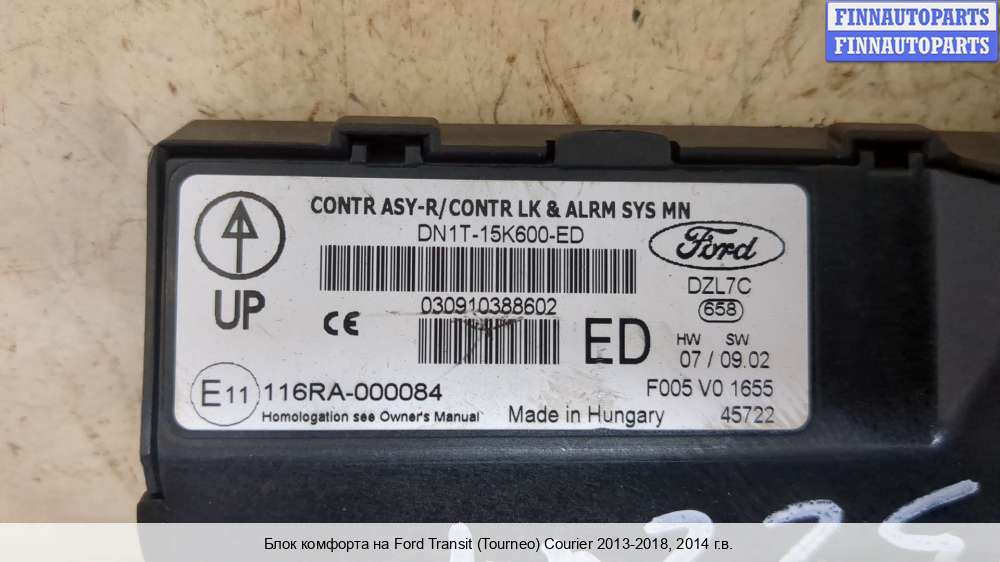 FINNAUTOPARTS
FINNAUTOPARTS
CONTR ASY-R/CONTR LK & ALRM SYS MN
DN1T-15K600-ED
Ford
DZL7C
658
UP
030910388602
CE
ED
HW SW
07 / 09.02
E11 116RA-000084
F005 V0 1655
Homologation see Owner's Manual
Made in Hungary
45722
Блок комфорта на Ford Transit (Tourneo) Courier 2013-2018, 2014 г.в.